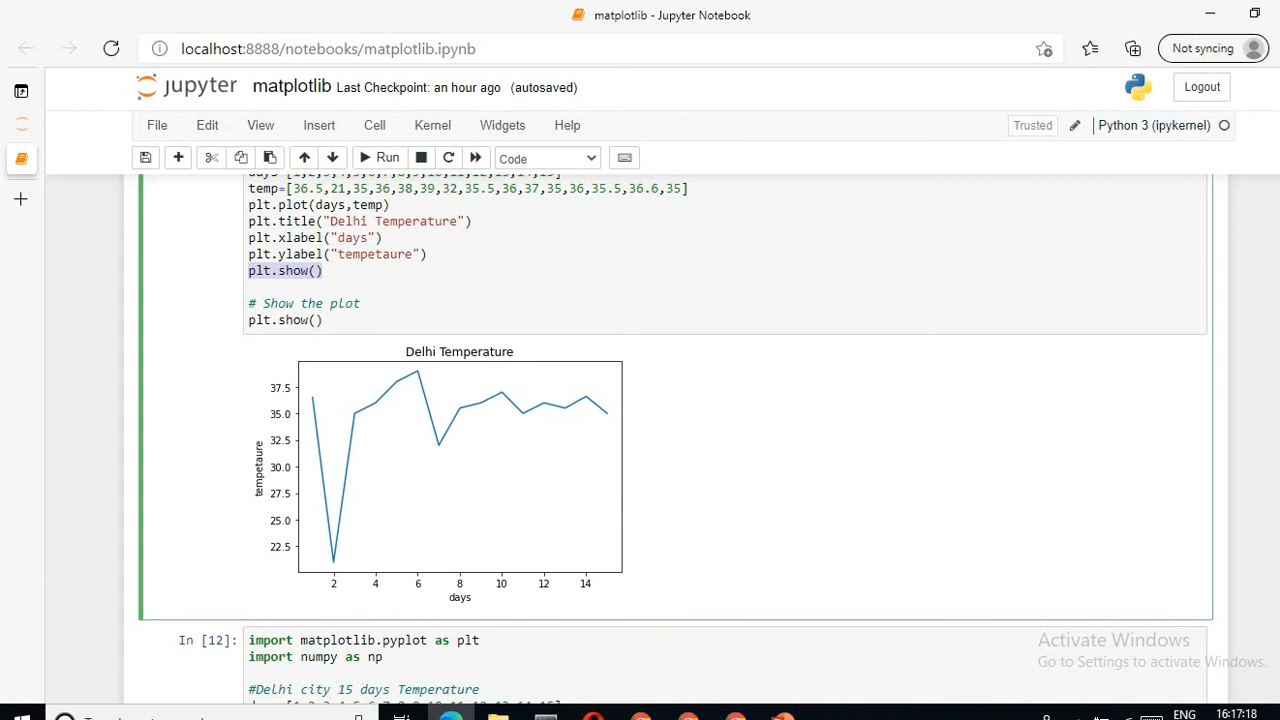 matplotlib - Jupyter Notebook
localhost:8888/notebooks/matplotlib.ipynb
Not syncing
jupyter matplotlib Last Checkpoint: an hour ago (autosaved)
Logout
File Edit View Insert Cell Kernel Widgets Help
Trusted Python 3 (ipykernel)
Run Code
temp=[36.5,21,35,36,38,39,32,35.5,36,37,35,36,35.5,36.6,35]
plt.plot(days,temp)
plt.title("Delhi Temperature")
plt.xlabel("days")
plt.ylabel("tempetaure")
plt.show()
# Show the plot
plt.show()
Delhi Temperature
37.5
35.0
32.5
30.0
27.5
25.0
22.5
tempetaure
2 4 6 8 10 12 14
days
In [12]: import matplotlib.pyplot as plt
import numpy as np
#Delhi city 15 days Temperature
Activate Windows
Go to Settings to activate Windows.
ENG
16:17:18